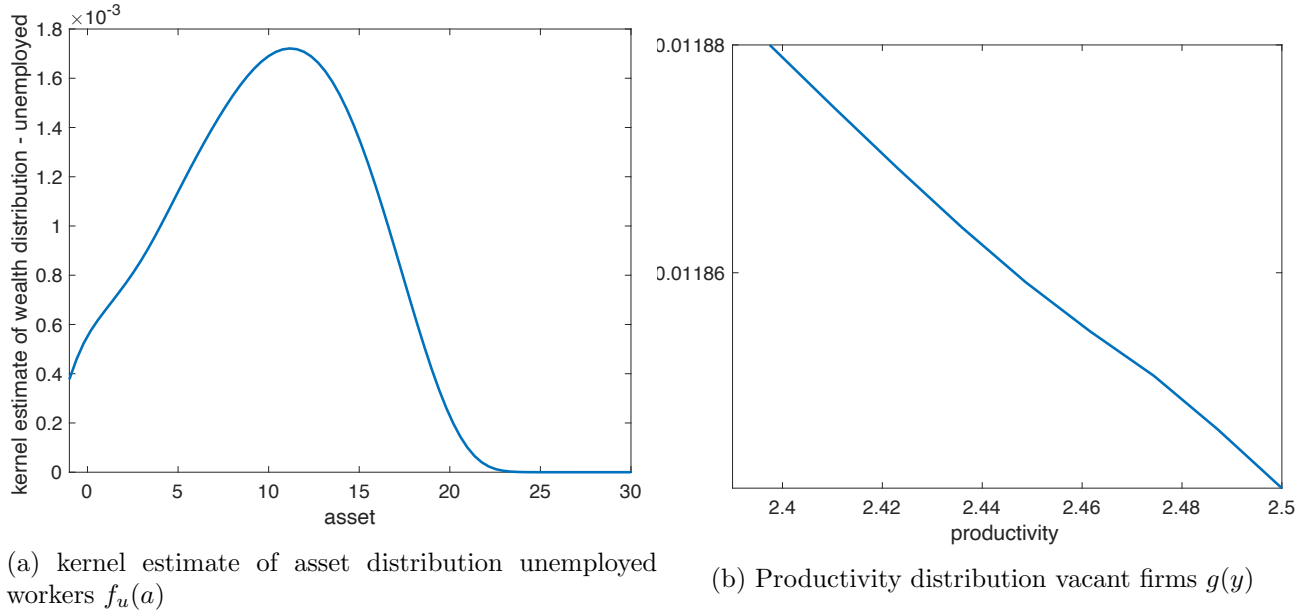 ×10⁻³
1.8
1.6
1.4
1.2
1
0.8
0.6
0.4
0.2
0
kernel estimate of wealth distribution - unemployed
0 5 10 15 20 25 30
asset
(a) kernel estimate of asset distribution unemployed
workers f_u(a)
0.01188
0.01186
2.4 2.42 2.44 2.46 2.48 2.5
productivity
(b) Productivity distribution vacant firms g(y)